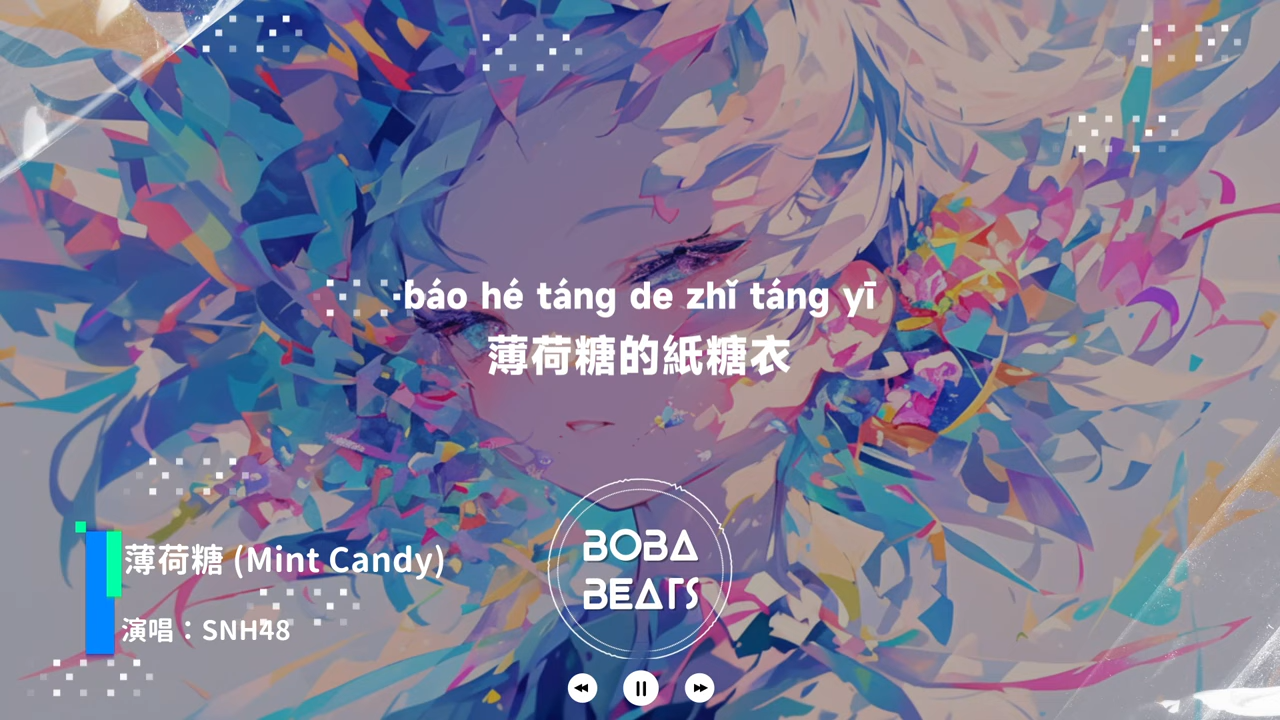 báo hé táng de zhǐ táng yī
薄荷糖的紙糖衣
薄荷糖 (Mint Candy)
演唱：SNH48
BOBA
BEATS